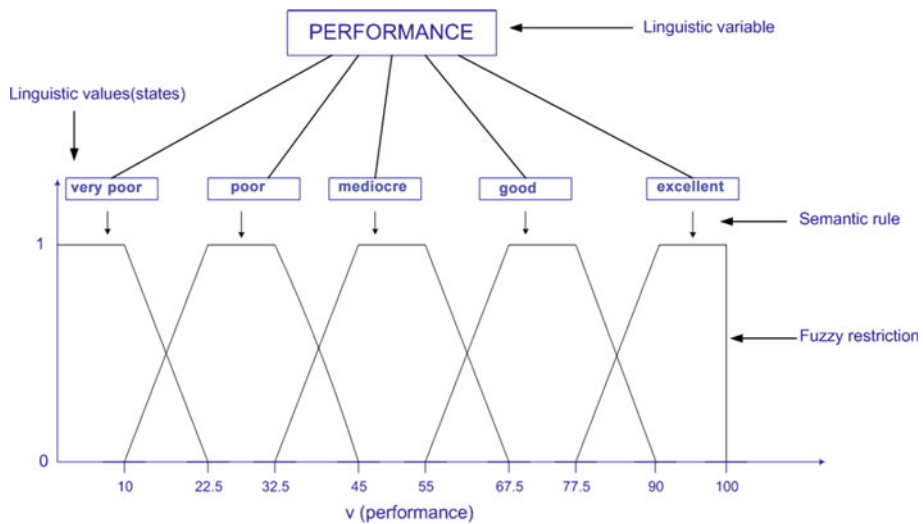 PERFORMANCE
Linguistic variable
Linguistic values(states)
very poor
poor
mediocre
good
excellent
Semantic rule
1
Fuzzy restriction
0
10
22.5
32.5
45
55
67.5
77.5
90
100
v (performance)